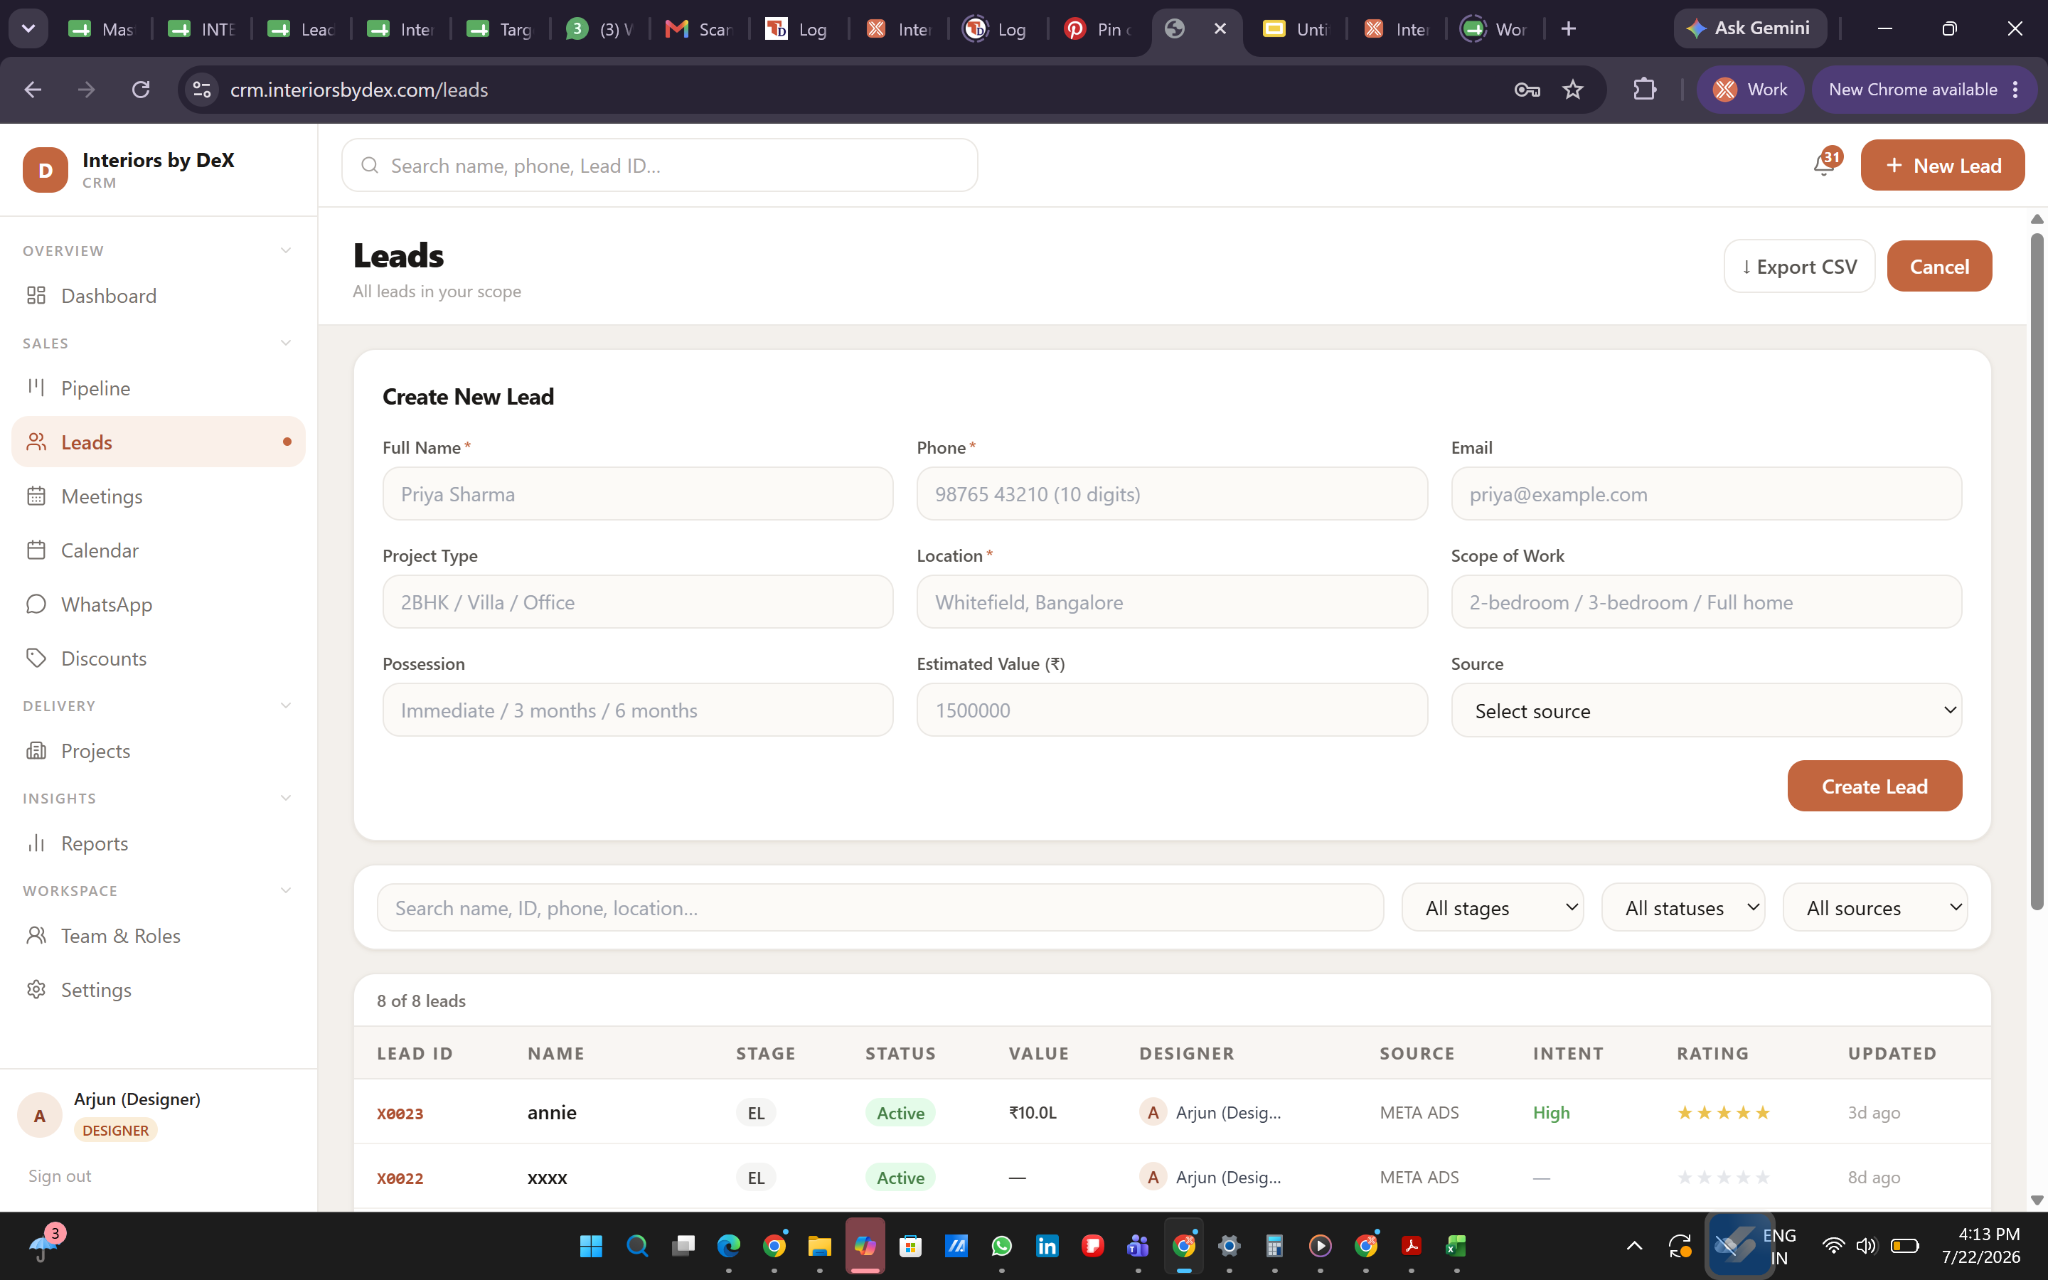 Mas
INTE
Lead
Inter
Targ
3
(3) V
Scan
Log
Inter
Log
Pin c
Unti
Inter
Wor
Ask Gemini
crm.interiorsbydex.com/leads
Work
New Chrome available
D
Interiors by DeX
CRM
Search name, phone, Lead ID...
31
+ New Lead
OVERVIEW
Dashboard
SALES
Pipeline
Leads
Meetings
Calendar
WhatsApp
Discounts
DELIVERY
Projects
INSIGHTS
Reports
WORKSPACE
Team & Roles
Settings
A
Arjun (Designer)
DESIGNER
Sign out
Leads
All leads in your scope
↓ Export CSV
Cancel
Create New Lead
Full Name*
Phone*
Email
Priya Sharma
98765 43210 (10 digits)
priya@example.com
Project Type
Location*
Scope of Work
2BHK / Villa / Office
Whitefield, Bangalore
2-bedroom / 3-bedroom / Full home
Possession
Estimated Value (₹)
Source
Immediate / 3 months / 6 months
1500000
Select source
Create Lead
Search name, ID, phone, location...
All stages
All statuses
All sources
8 of 8 leads
LEAD ID NAME STAGE STATUS VALUE DESIGNER SOURCE INTENT RATING UPDATED
X0023 annie EL Active ₹10.0L A Arjun (Desig... META ADS High ★★★★★ 3d ago
X0022 xxxx EL Active — A Arjun (Desig... META ADS — ★★★★★ 8d ago
3
ENG
IN
4:13 PM
7/22/2026